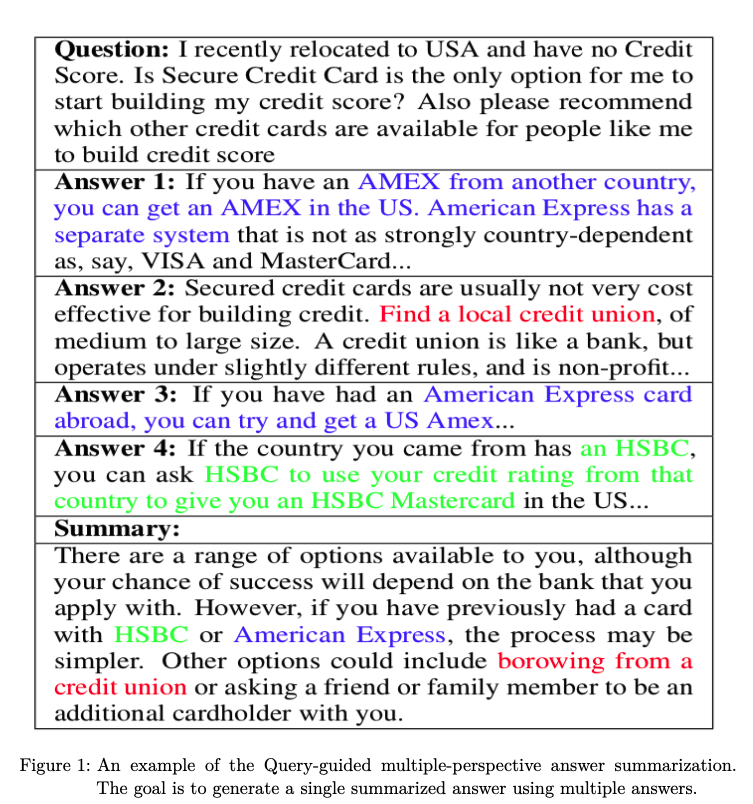 Question: I recently relocated to USA and have no Credit
Score. Is Secure Credit Card is the only option for me to
start building my credit score? Also please recommend
which other credit cards are available for people like me
to build credit score
Answer 1: If you have an AMEX from another country,
you can get an AMEX in the US. American Express has a
separate system that is not as strongly country-dependent
as, say, VISA and MasterCard...
Answer 2: Secured credit cards are usually not very cost
effective for building credit. Find a local credit union, of
medium to large size. A credit union is like a bank, but
operates under slightly different rules, and is non-profit...
Answer 3: If you have had an American Express card
abroad, you can try and get a US Amex...
Answer 4: If the country you came from has an HSBC,
you can ask HSBC to use your credit rating from that
country to give you an HSBC Mastercard in the US...
Summary:
There are a range of options available to you, although
your chance of success will depend on the bank that you
apply with. However, if you have previously had a card
with HSBC or American Express, the process may be
simpler. Other options could include borowing from a
credit union or asking a friend or family member to be an
additional cardholder with you.
Figure 1: An example of the Query-guided multiple-perspective answer summarization.
The goal is to generate a single summarized answer using multiple answers.